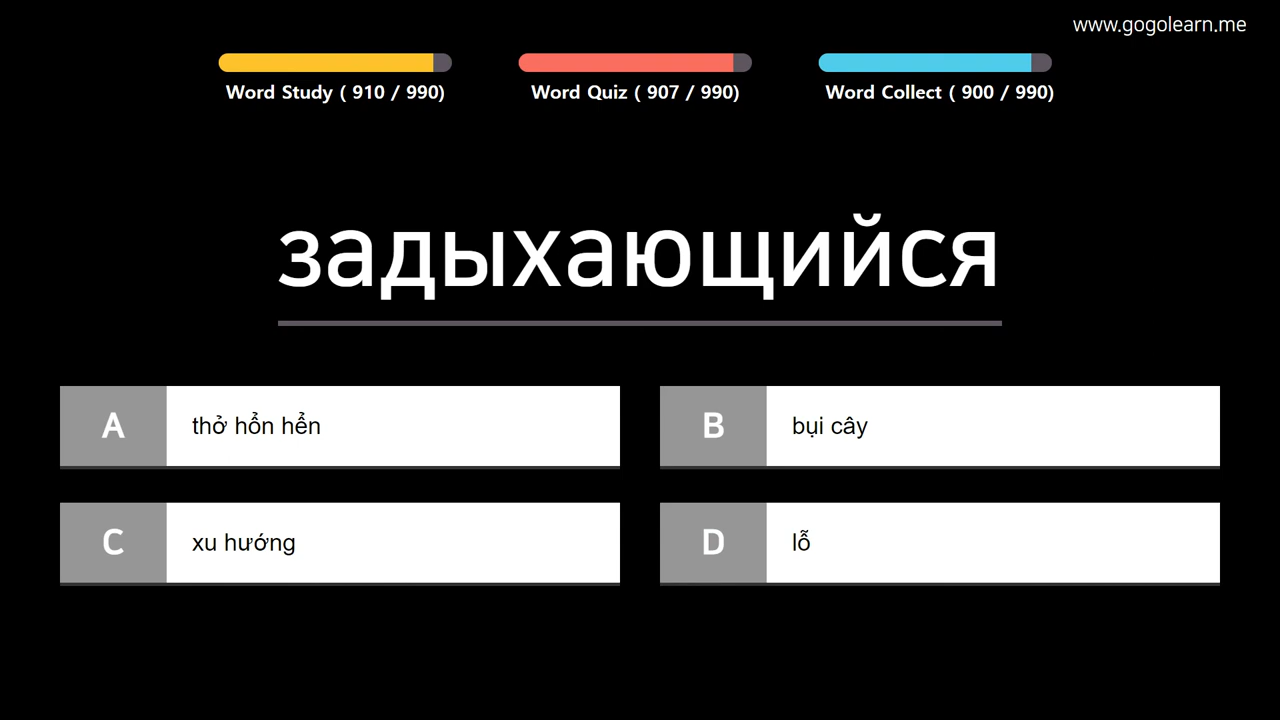 www.gogolearn.me
Word Study ( 910 / 990)
Word Quiz ( 907 / 990)
Word Collect ( 900 / 990)
задыхающийся
A thở hổn hển
B bụi cây
C xu hướng
D lỗ